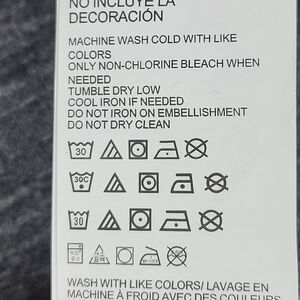 NO INCLUYE LA
DECORACIÓN
MACHINE WASH COLD WITH LIKE
COLORS
ONLY NON-CHLORINE BLEACH WHEN
NEEDED
TUMBLE DRY LOW
COOL IRON IF NEEDED
DO NOT IRON ON EMBELLISHMENT
DO NOT DRY CLEAN
30
30C
30
WASH WITH LIKE COLORS/ LAVAGE EN
MACHINE À FROID AVEC DES COULEURS